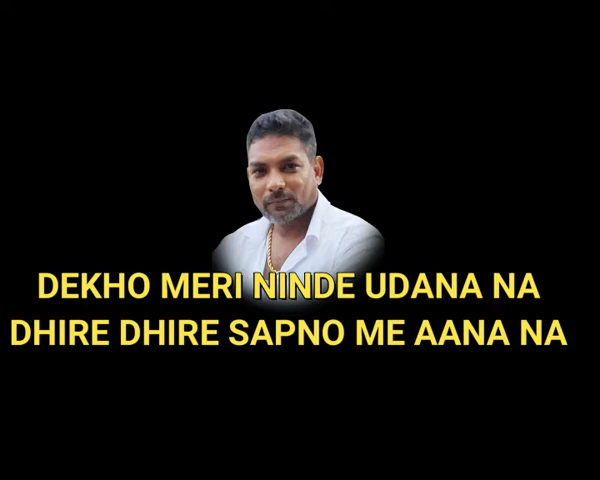 DEKHO MERI NINDE UDANA NA
DHIRE DHIRE SAPNO ME AANA NA